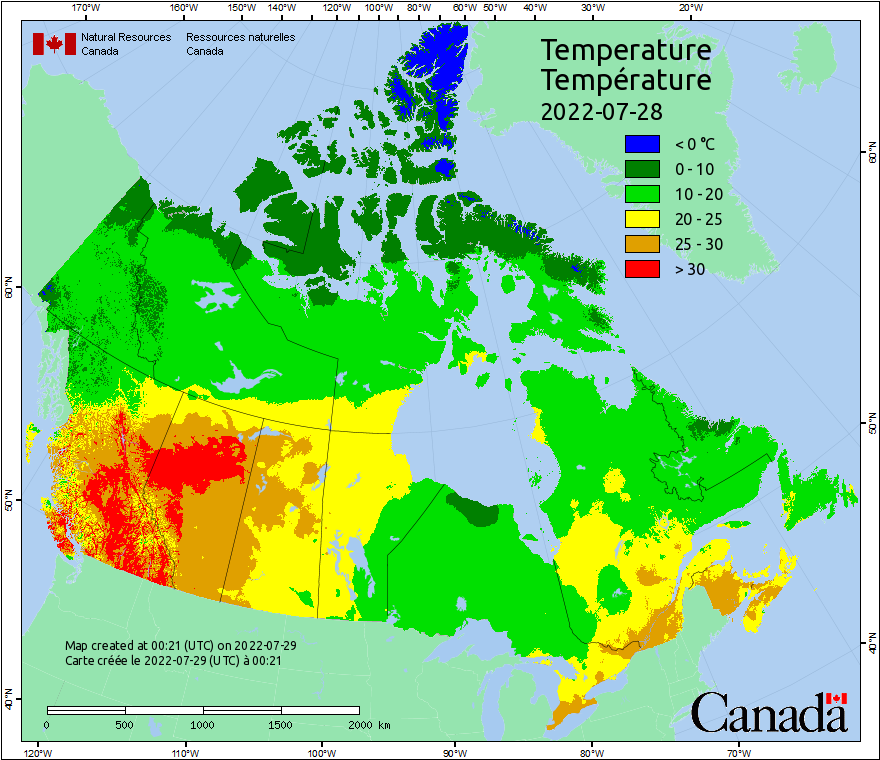 170°W 160°W 150°W 140°W 130°W 120°W 110°W 100°W 90°W 80°W 70°W 60°W 50°W 40°W 30°W 20°W
Natural Resources Ressources naturelles
Canada Canada
Temperature
Température
2022-07-28
< 0 °C
0 - 10
10 - 20
20 - 25
25 - 30
> 30
60°N
60°N
50°N
50°N
40°N
40°N
Map created at 00:21 (UTC) on 2022-07-29
Carte créée le 2022-07-29 (UTC) à 00:21
0 500 1000 1500 2000 km
Canada
120°W 110°W 100°W 90°W 80°W 70°W